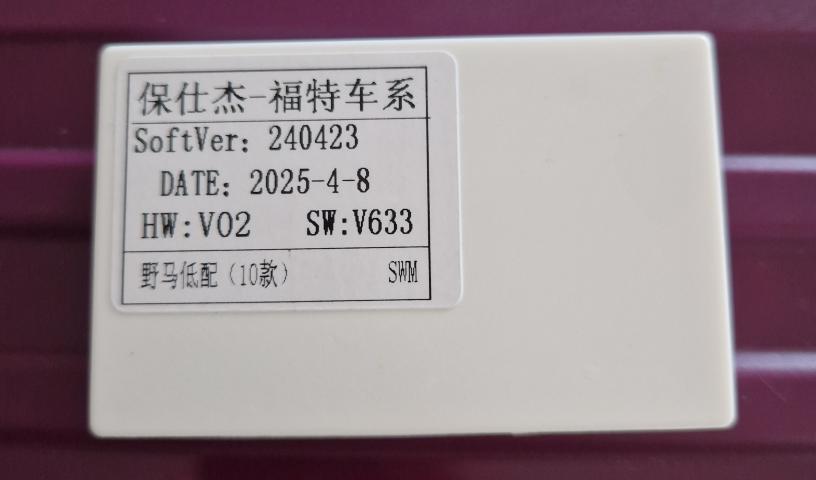 保仕杰-福特车系
SoftVer: 240423
DATE: 2025-4-8
HW:V02 SW:V633
野马低配（10款） SWM